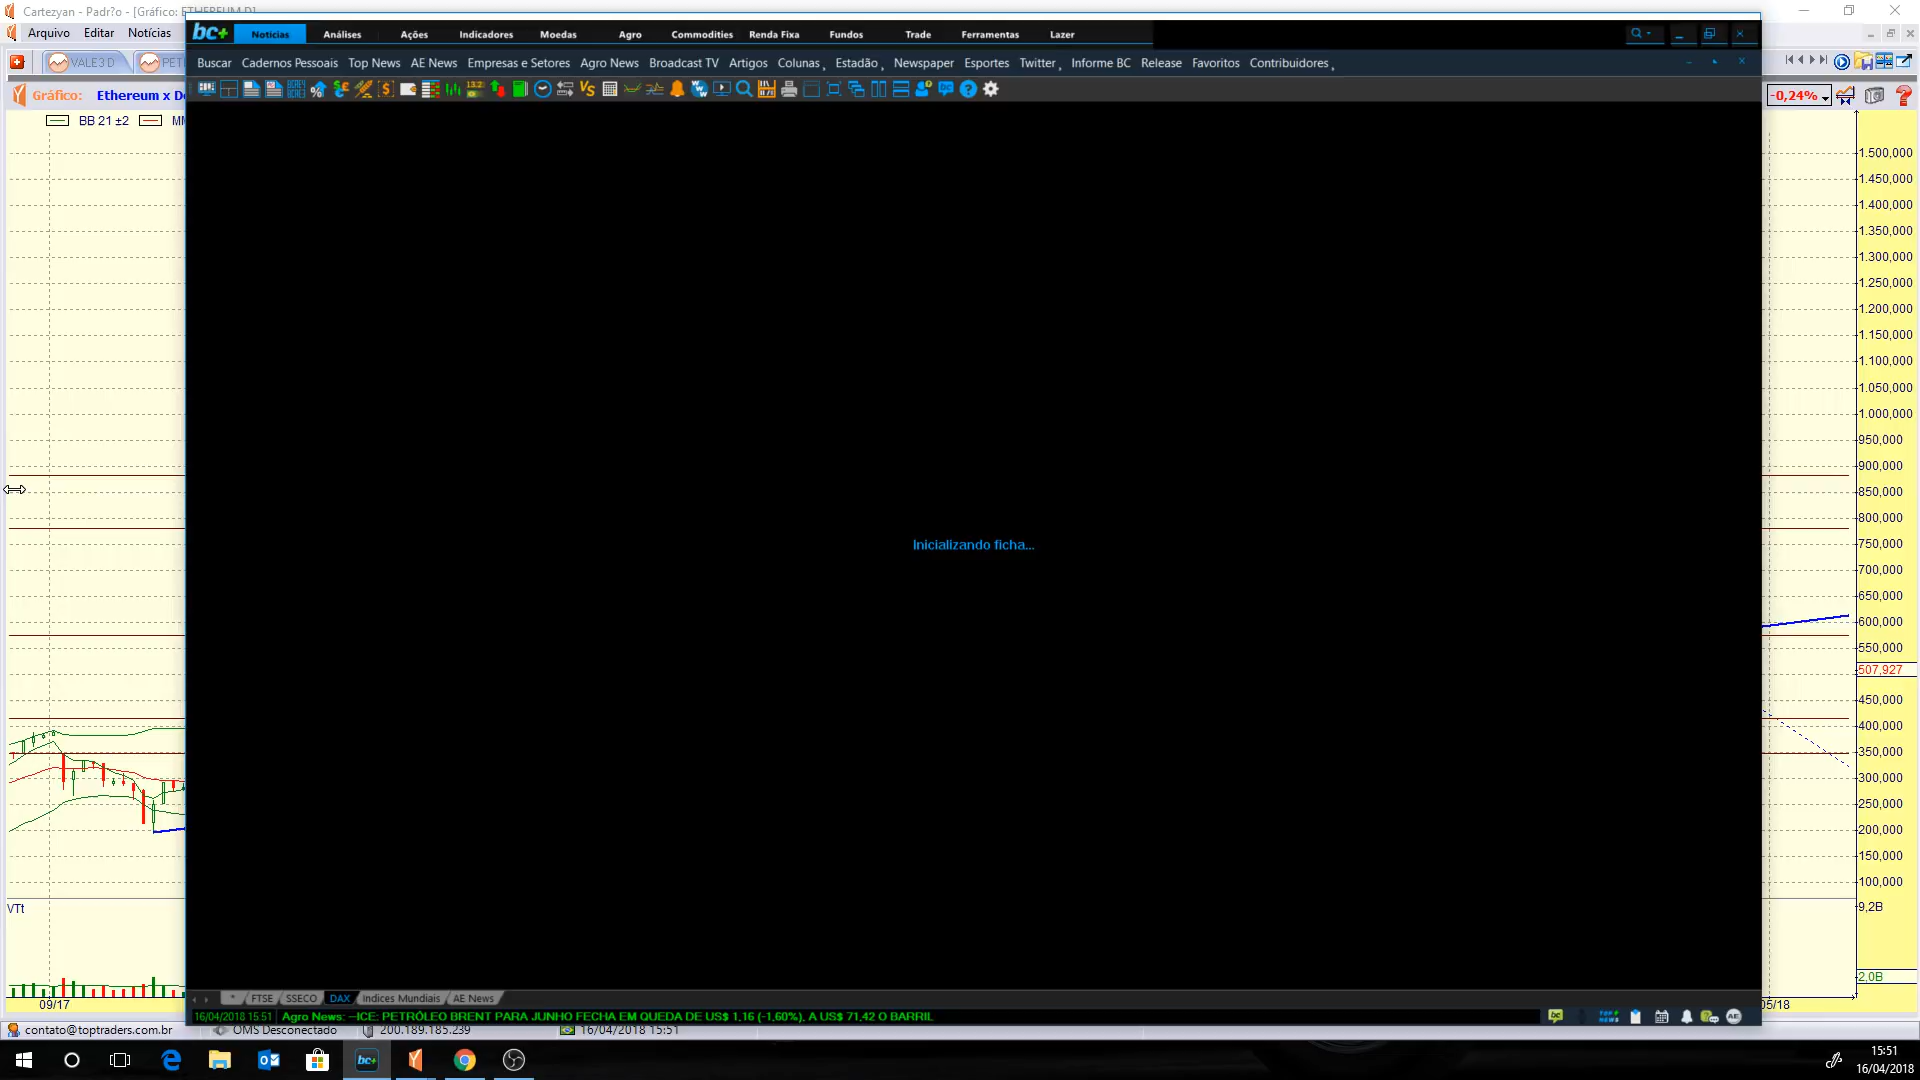 Cartezyan - Padr?o - [Gráfico: ETHEREUM D]
Arquivo Editar Notícias
VALE3 D PET
Gráfico: Ethereum x Do
BB 21 ±2 MM
bc+ Notícias Análises Ações Indicadores Moedas Agro Commodities Renda Fixa Fundos Trade Ferramentas Lazer
Buscar Cadernos Pessoais Top News AE News Empresas e Setores Agro News Broadcast TV Artigos Colunas Estadão Newspaper Esportes Twitter Informe BC Release Favoritos Contribuidores
-0,24%
1.500,000
1.450,000
1.400,000
1.350,000
1.300,000
1.250,000
1.200,000
1.150,000
1.100,000
1.050,000
1.000,000
950,000
900,000
850,000
800,000
750,000
700,000
650,000
600,000
550,000
507,927
450,000
400,000
350,000
300,000
250,000
200,000
150,000
100,000
9,2B
2,0B
Inicializando ficha...
VTt
09/17
05/18
* FTSE SSECO DAX Indices Mundiais AE News
16/04/2018 15:51 Agro News: --ICE: PETRÓLEO BRENT PARA JUNHO FECHA EM QUEDA DE US$ 1,16 (-1,60%), A US$ 71,42 O BARRIL
contato@toptraders.com.br OMS Desconectado 200.189.185.239 16/04/2018 15:51
bc+
15:51
16/04/2018